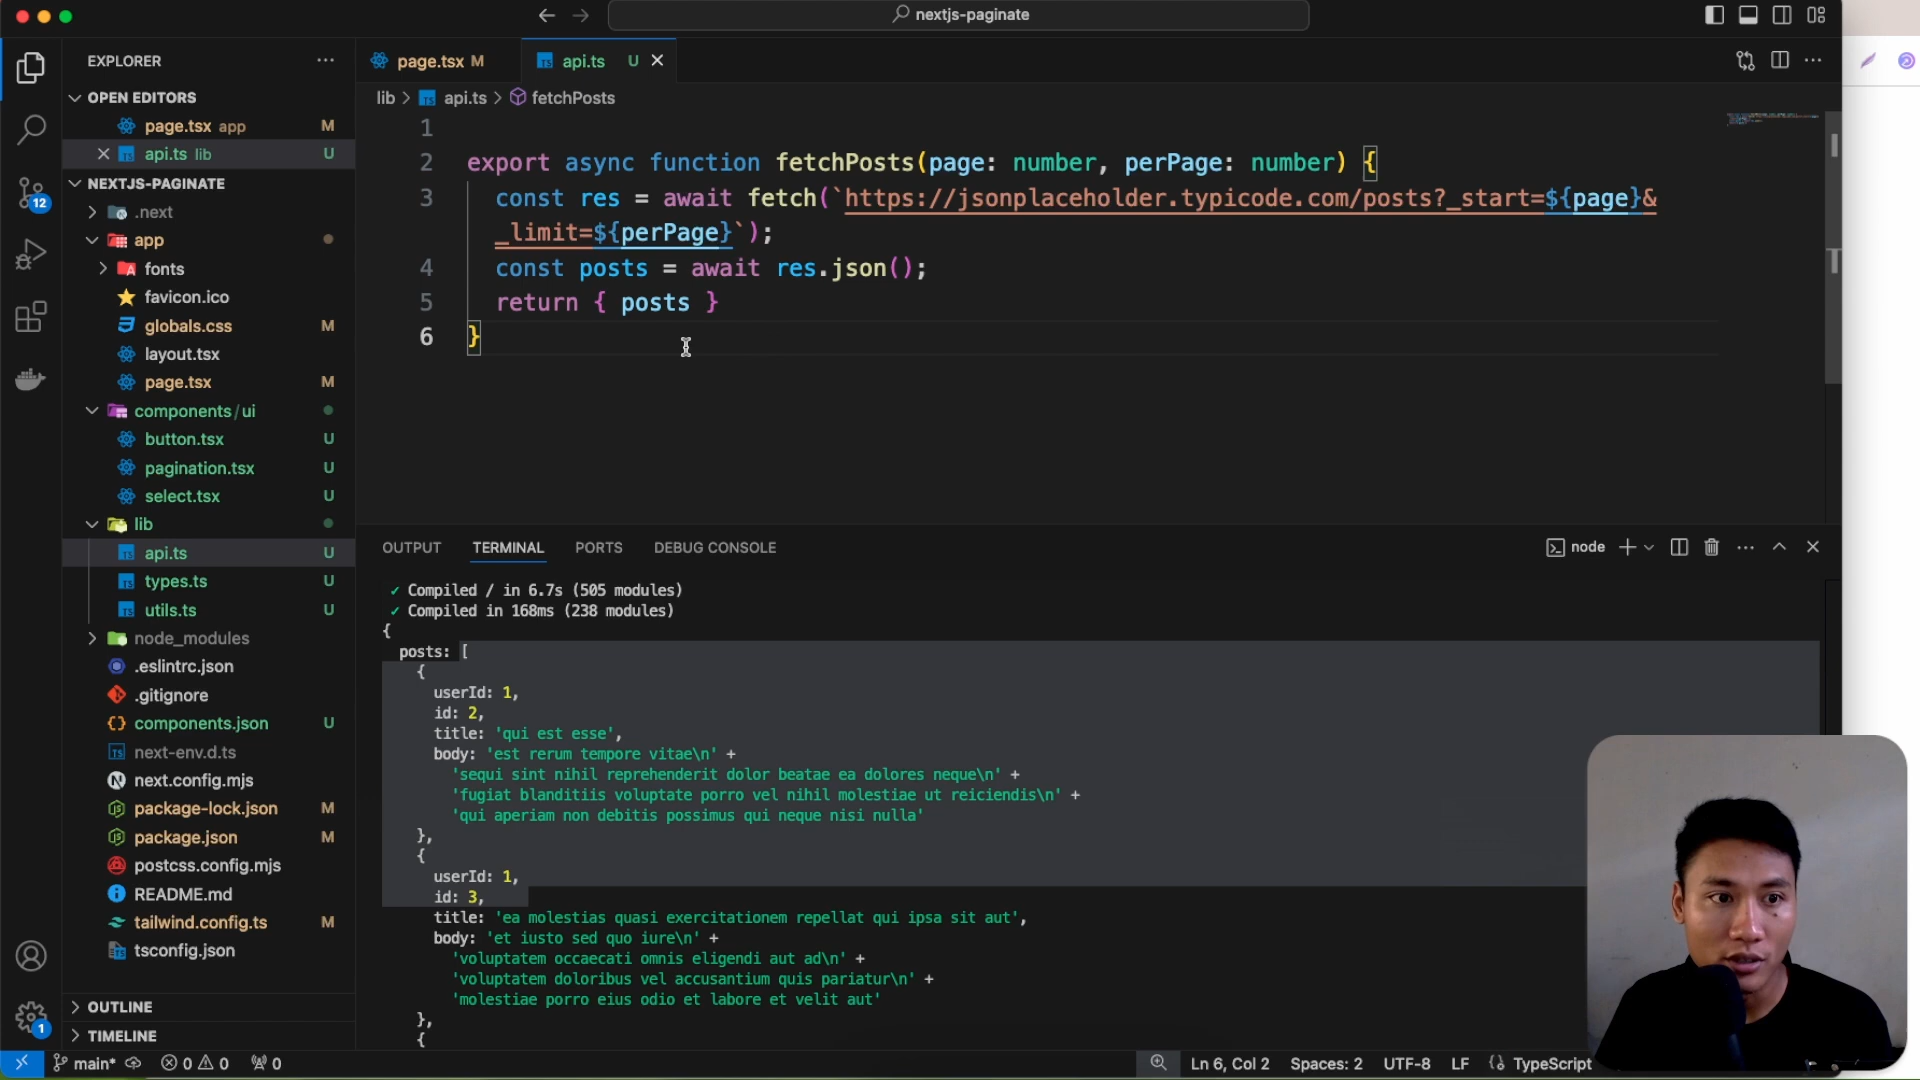 nextjs-paginate
EXPLORER
page.tsx M
api.ts U
OPEN EDITORS
page.tsx app M
api.ts lib U
NEXTJS-PAGINATE
.next
app
fonts
favicon.ico
globals.css M
layout.tsx
page.tsx M
components/ui
button.tsx U
pagination.tsx U
select.tsx U
lib
api.ts U
types.ts U
utils.ts U
node_modules
.eslintrc.json
.gitignore
components.json U
next-env.d.ts
next.config.mjs
package-lock.json M
package.json M
postcss.config.mjs
README.md
tailwind.config.ts M
tsconfig.json
OUTLINE
TIMELINE
12
1
lib > api.ts > fetchPosts
1
2 export async function fetchPosts(page: number, perPage: number) {
3 const res = await fetch(`https://jsonplaceholder.typicode.com/posts?_start=${page}&
_limit=${perPage}`);
4 const posts = await res.json();
5 return { posts }
6 }
OUTPUT TERMINAL PORTS DEBUG CONSOLE
node
✓ Compiled / in 6.7s (505 modules)
✓ Compiled in 168ms (238 modules)
{
posts: [
{
userId: 1,
id: 2,
title: 'qui est esse',
body: 'est rerum tempore vitae\n' +
'sequi sint nihil reprehenderit dolor beatae ea dolores neque\n' +
'fugiat blanditiis voluptate porro vel nihil molestiae ut reiciendis\n' +
'qui aperiam non debitis possimus qui neque nisi nulla'
},
{
userId: 1,
id: 3,
title: 'ea molestias quasi exercitationem repellat qui ipsa sit aut',
body: 'et iusto sed quo iure\n' +
'voluptatem occaecati omnis eligendi aut ad\n' +
'voluptatem doloribus vel accusantium quis pariatur\n' +
'molestiae porro eius odio et labore et velit aut'
},
{
main* 0 0 0
Ln 6, Col 2 Spaces: 2 UTF-8 LF {} TypeScript